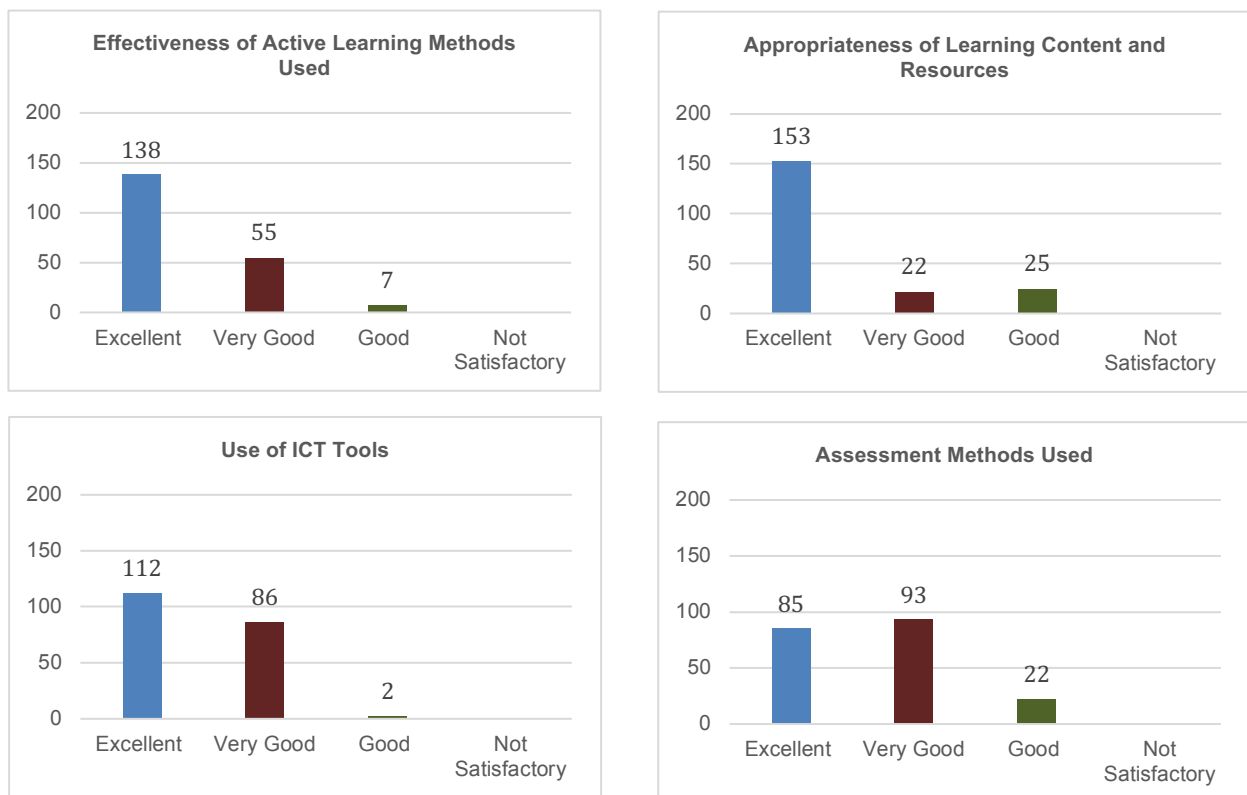 Effectiveness of Active Learning Methods
Used
200
150
100
50
0
138
55
7
Excellent
Very Good
Good
Not
Satisfactory
Appropriateness of Learning Content and
Resources
200
150
100
50
0
153
22
25
Excellent
Very Good
Good
Not
Satisfactory
Use of ICT Tools
200
150
100
50
0
112
86
2
Excellent
Very Good
Good
Not
Satisfactory
Assessment Methods Used
200
150
100
50
0
85
93
22
Excellent
Very Good
Good
Not
Satisfactory